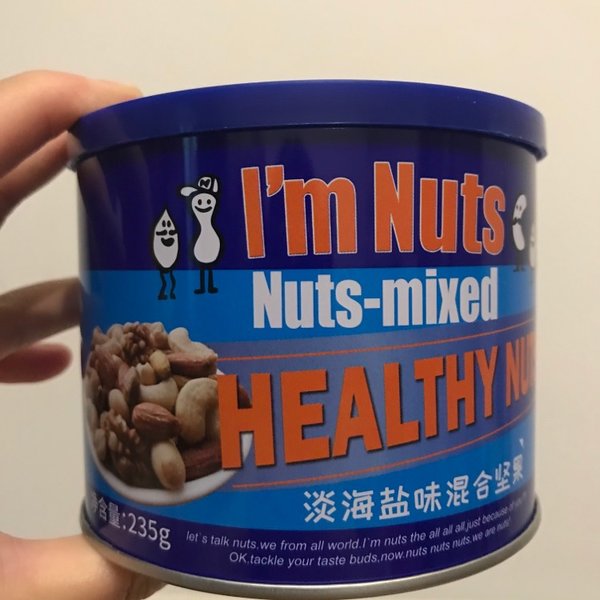 I'm Nuts
Nuts-mixed
HEALTHY
淡海盐味混合坚果
含量:235g
let`s talk nuts.we from all world.I`m nuts the all all all,just because
OK.tackle your taste buds.now.nuts nuts nuts.we are nuts!